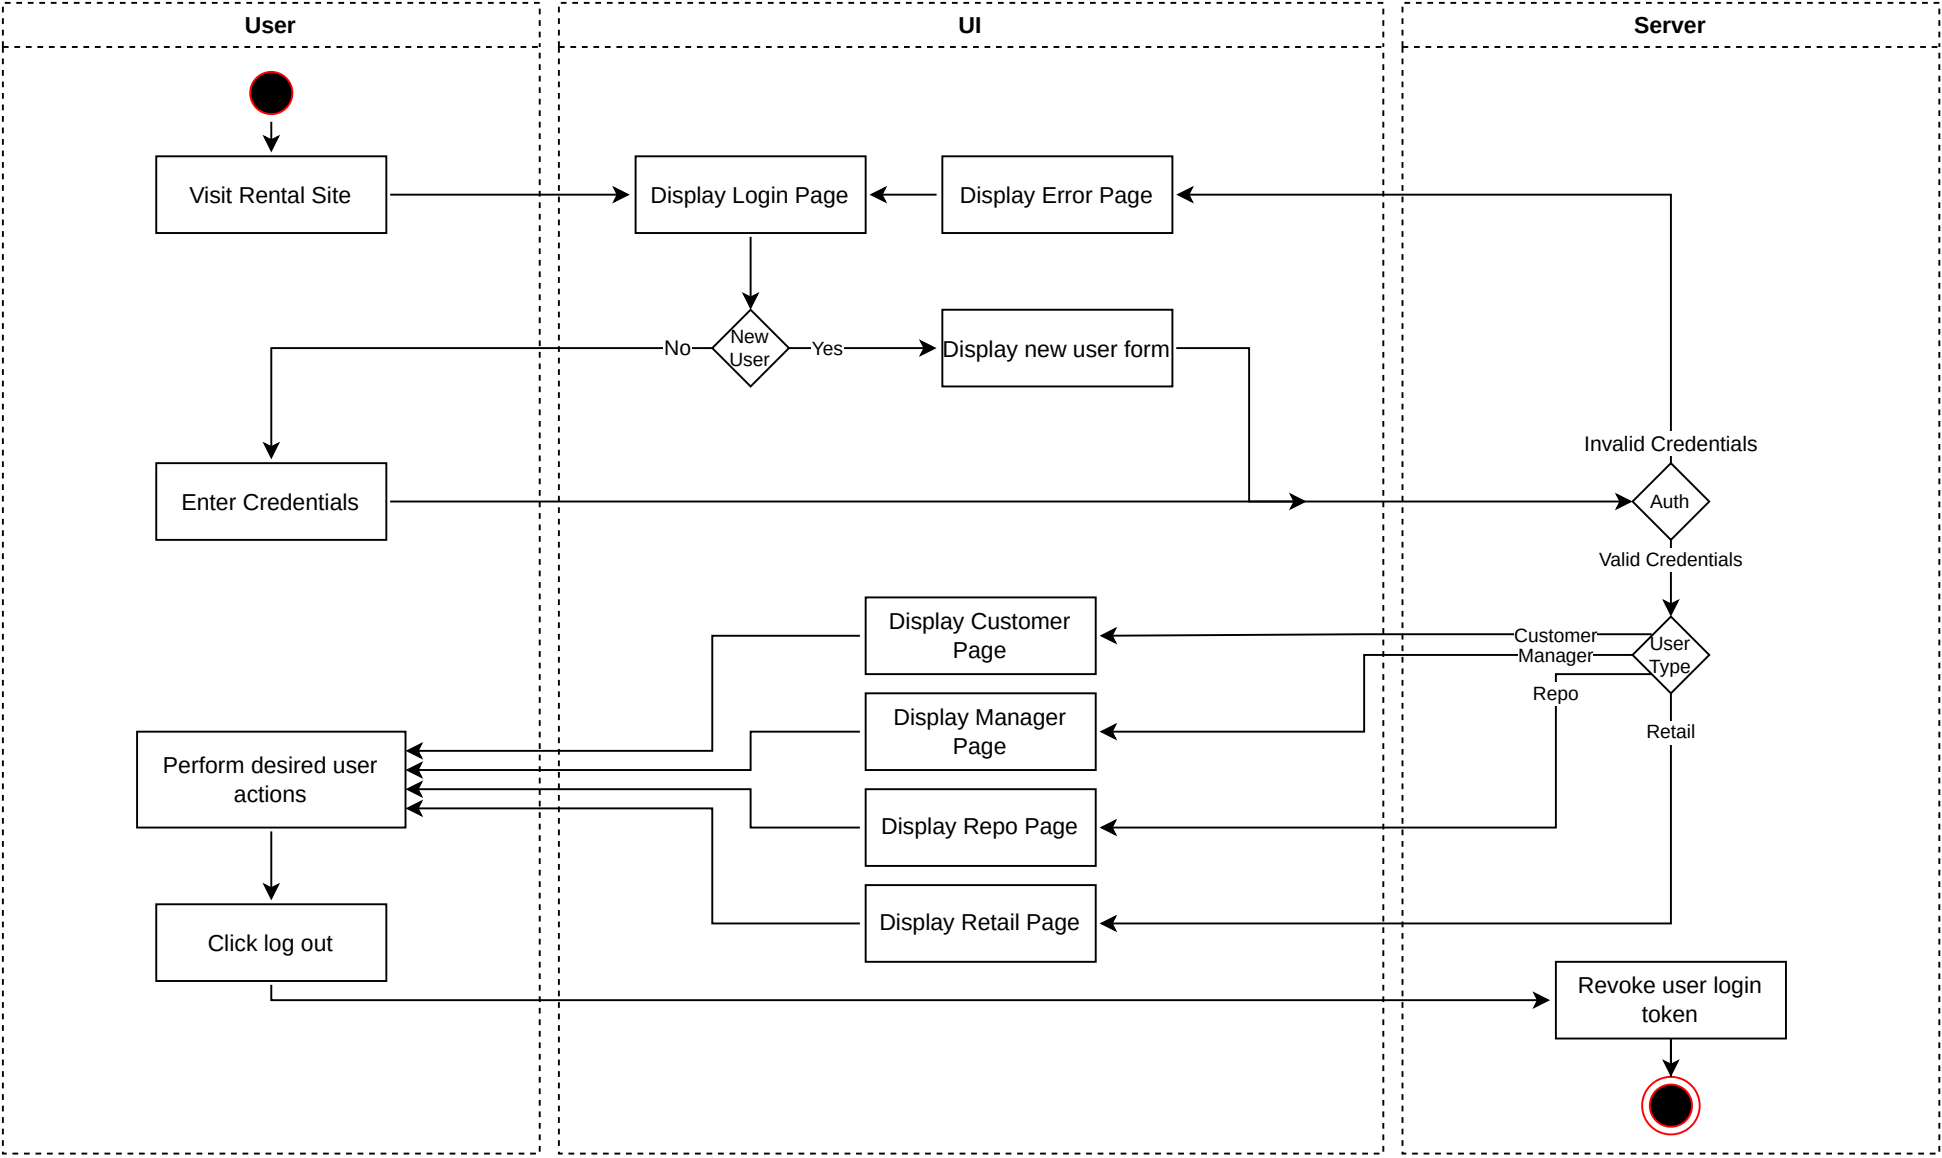 User
UI
Server
Visit Rental Site
Display Login Page
Display Error Page
New
User
No
Yes
Display new user form
Invalid Credentials
Enter Credentials
Auth
Valid Credentials
Display Customer
Page
Customer
User
Type
Manager
Repo
Display Manager
Page
Retail
Perform desired user
actions
Display Repo Page
Display Retail Page
Click log out
Revoke user login
token